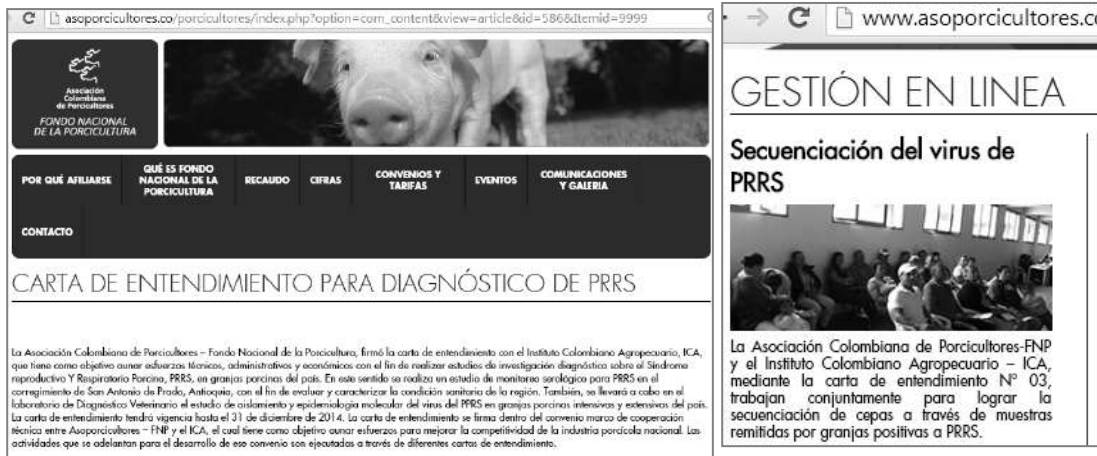 asoporcicultores.co/porcicultores/index.php?option=com_content&view=article&id=586&Itemid=9999
Asociación
Colombiana
de Porcicultores
FONDO NACIONAL
DE LA PORCICULTURA
POR QUÉ AFILIARSE
QUÉ ES FONDO
NACIONAL DE LA
PORCICULTURA
RECAUDO
CIFRAS
CONVENIOS Y
TARIFAS
EVENTOS
COMUNICACIONES
Y GALERIA
CONTACTO
CARTA DE ENTENDIMIENTO PARA DIAGNÓSTICO DE PRRS
La Asociación Colombiana de Porcicultores – Fondo Nacional de la Porcicultura, firmó la carta de entendimiento con el Instituto Colombiano Agropecuario, ICA,
que tiene como objetivo aunar esfuerzos técnicos, administrativos y económicos con el fin de realizar estudios de investigación diagnóstica sobre el Síndrome
reproductivo Y Respiratorio Porcino, PRRS, en granjas porcinas del país. En este sentido se realiza un estudio de monitoreo serológico para PRRS en el
corregimiento de San Antonio de Prado, Antioquia, con el fin de evaluar y caracterizar la condición sanitaria de la región. También, se llevará a cabo en el
laboratorio de Diagnóstico Veterinario el estudio de aislamiento y epidemiología molecular del virus del PPRS en granjas porcinas intensivas y extensivas del país.
La carta de entendimiento tendrá vigencia hasta el 31 de diciembre de 2014. La carta de entendimiento se firma dentro del convenio marco de cooperación
técnica entre Asoporcicultores – FNP y el ICA, el cual tiene como objetivo aunar esfuerzos para mejorar la competitividad de la industria porcícola nacional. Las
actividades que se adelantan para el desarrollo de ese convenio son ejecutadas a través de diferentes cartas de entendimiento.
www.asoporcicultores.co
GESTIÓN EN LINEA
Secuenciación del virus de
PRRS
La Asociación Colombiana de Porcicultores-FNP
y el Instituto Colombiano Agropecuario – ICA,
mediante la carta de entendimiento Nº 03,
trabajan conjuntamente para lograr la
secuenciación de cepas a través de muestras
remitidas por granjas positivas a PRRS.